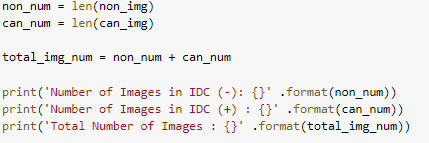 non_num = len(non_img)
can_num = len(can_img)
total_img_num = non_num + can_num
print('Number of Images in IDC (-): {}' .format(non_num))
print('Number of Images in IDC (+) : {}' .format(can_num))
print('Total Number of Images : {}' .format(total_img_num))